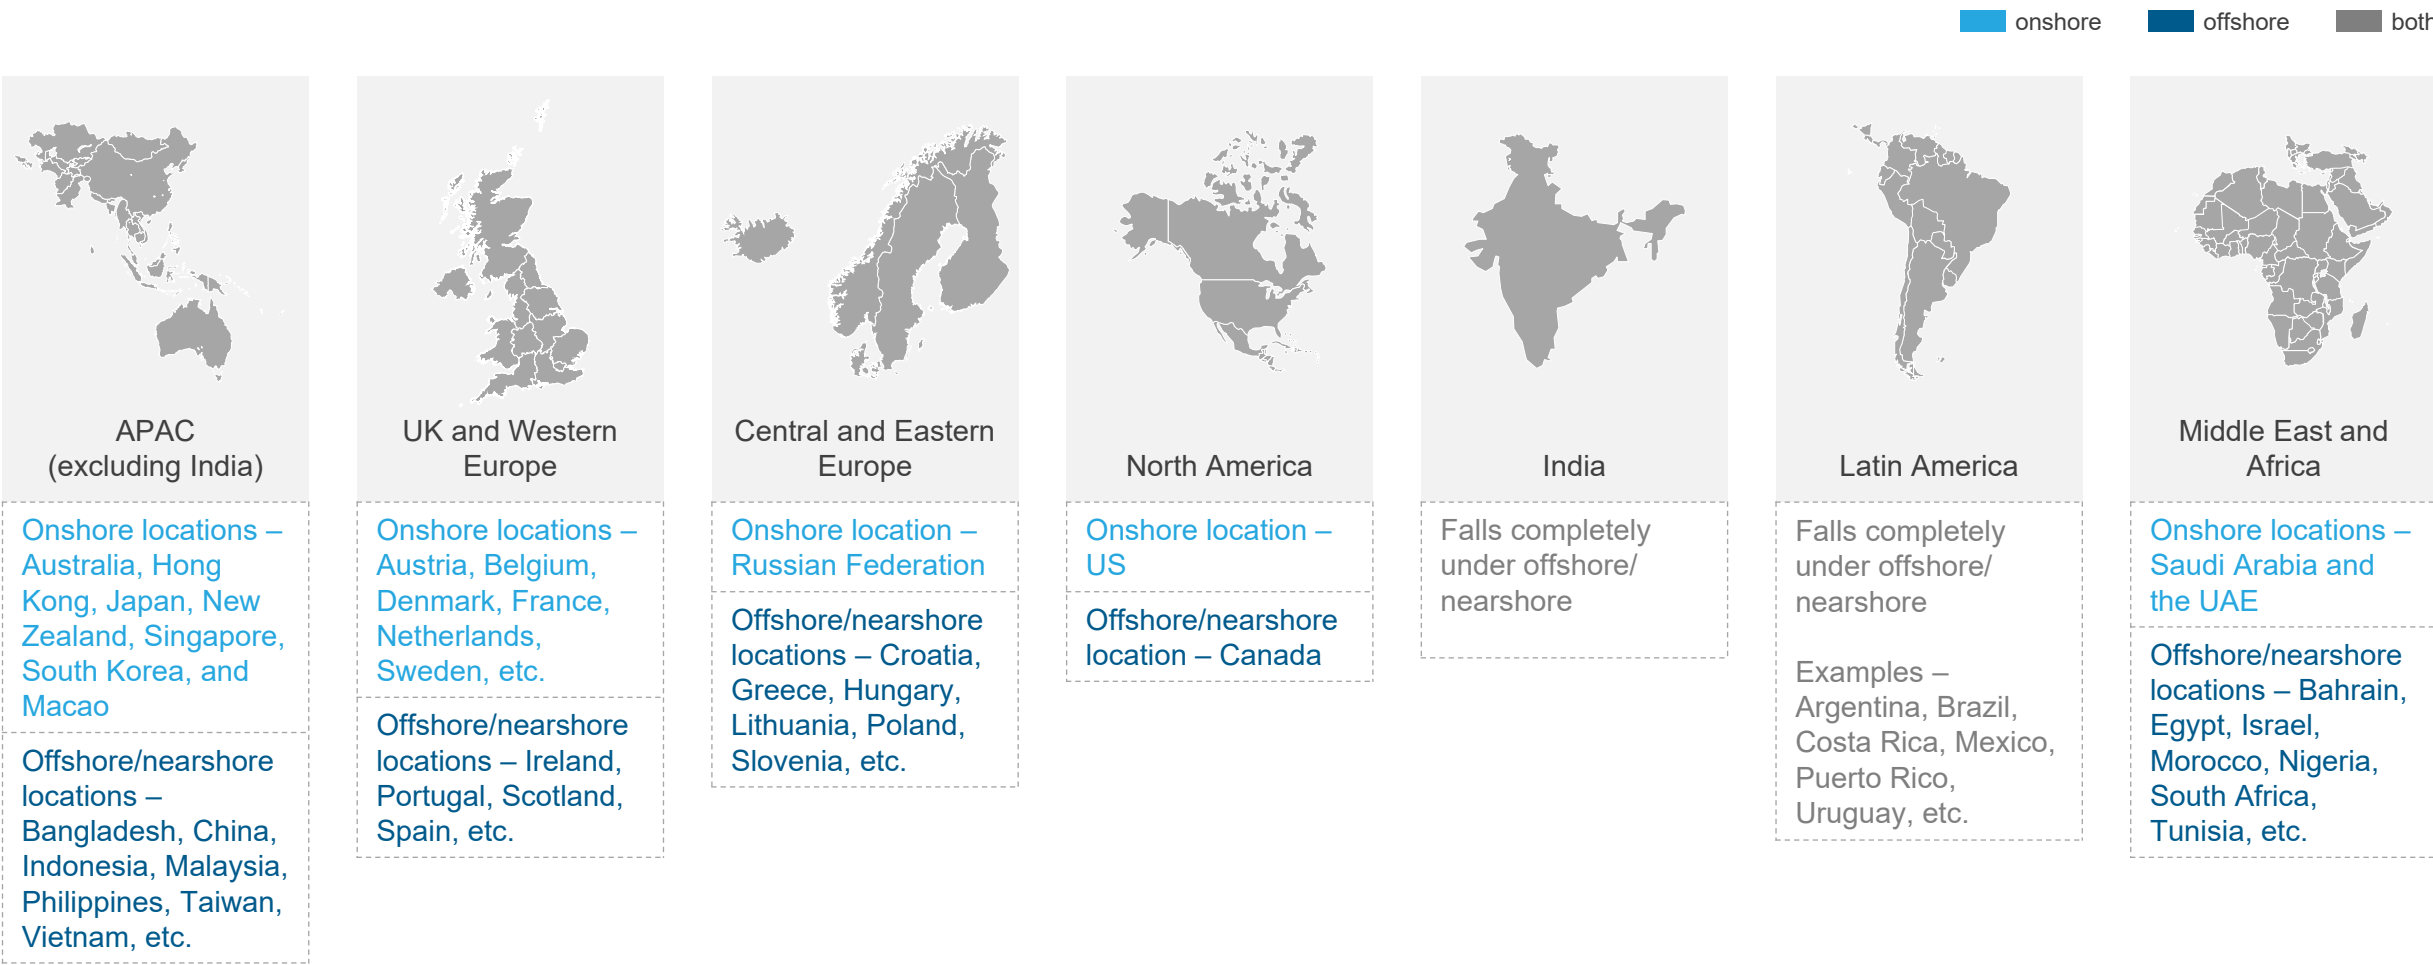 onshore
offshore
both
APAC
(excluding India)
Onshore locations –
Australia, Hong
Kong, Japan, New
Zealand, Singapore,
South Korea, and
Macao
Offshore/nearshore
locations –
Bangladesh, China,
Indonesia, Malaysia,
Philippines, Taiwan,
Vietnam, etc.
UK and Western
Europe
Onshore locations –
Austria, Belgium,
Denmark, France,
Netherlands,
Sweden, etc.
Offshore/nearshore
locations – Ireland,
Portugal, Scotland,
Spain, etc.
Central and Eastern
Europe
Onshore location –
Russian Federation
Offshore/nearshore
locations – Croatia,
Greece, Hungary,
Lithuania, Poland,
Slovenia, etc.
North America
Onshore location –
US
Offshore/nearshore
location – Canada
India
Falls completely
under offshore/
nearshore
Latin America
Falls completely
under offshore/
nearshore
Examples –
Argentina, Brazil,
Costa Rica, Mexico,
Puerto Rico,
Uruguay, etc.
Middle East and
Africa
Onshore locations –
Saudi Arabia and
the UAE
Offshore/nearshore
locations – Bahrain,
Egypt, Israel,
Morocco, Nigeria,
South Africa,
Tunisia, etc.